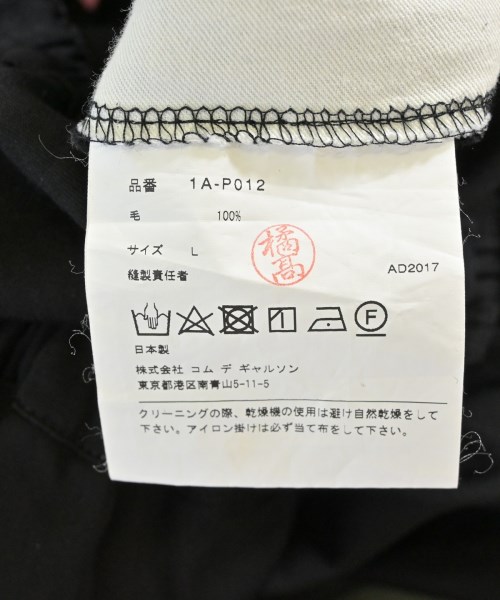 品番 1A-P012
毛 100%
サイズ L
橘高
縫製責任者
AD2017
F
日本製
株式会社 コム デ ギャルソン
東京都港区南青山5-11-5
クリーニングの際、乾燥機の使用は避け自然乾燥をして
下さい。アイロン掛けは必ず当て布をして下さい。